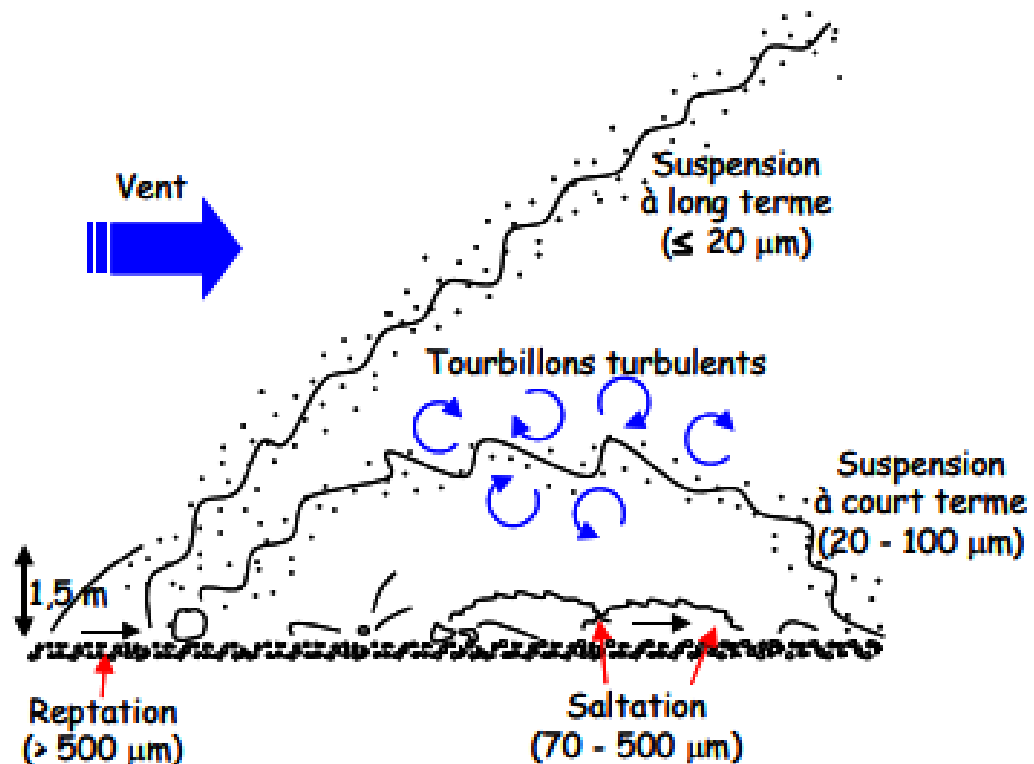 Vent
Suspension
à long terme
(≤ 20 μm)
Tourbillons turbulents
Suspension
à court terme
(20 - 100 μm)
1,5 m
Reptation
(> 500 μm)
Saltation
(70 - 500 μm)